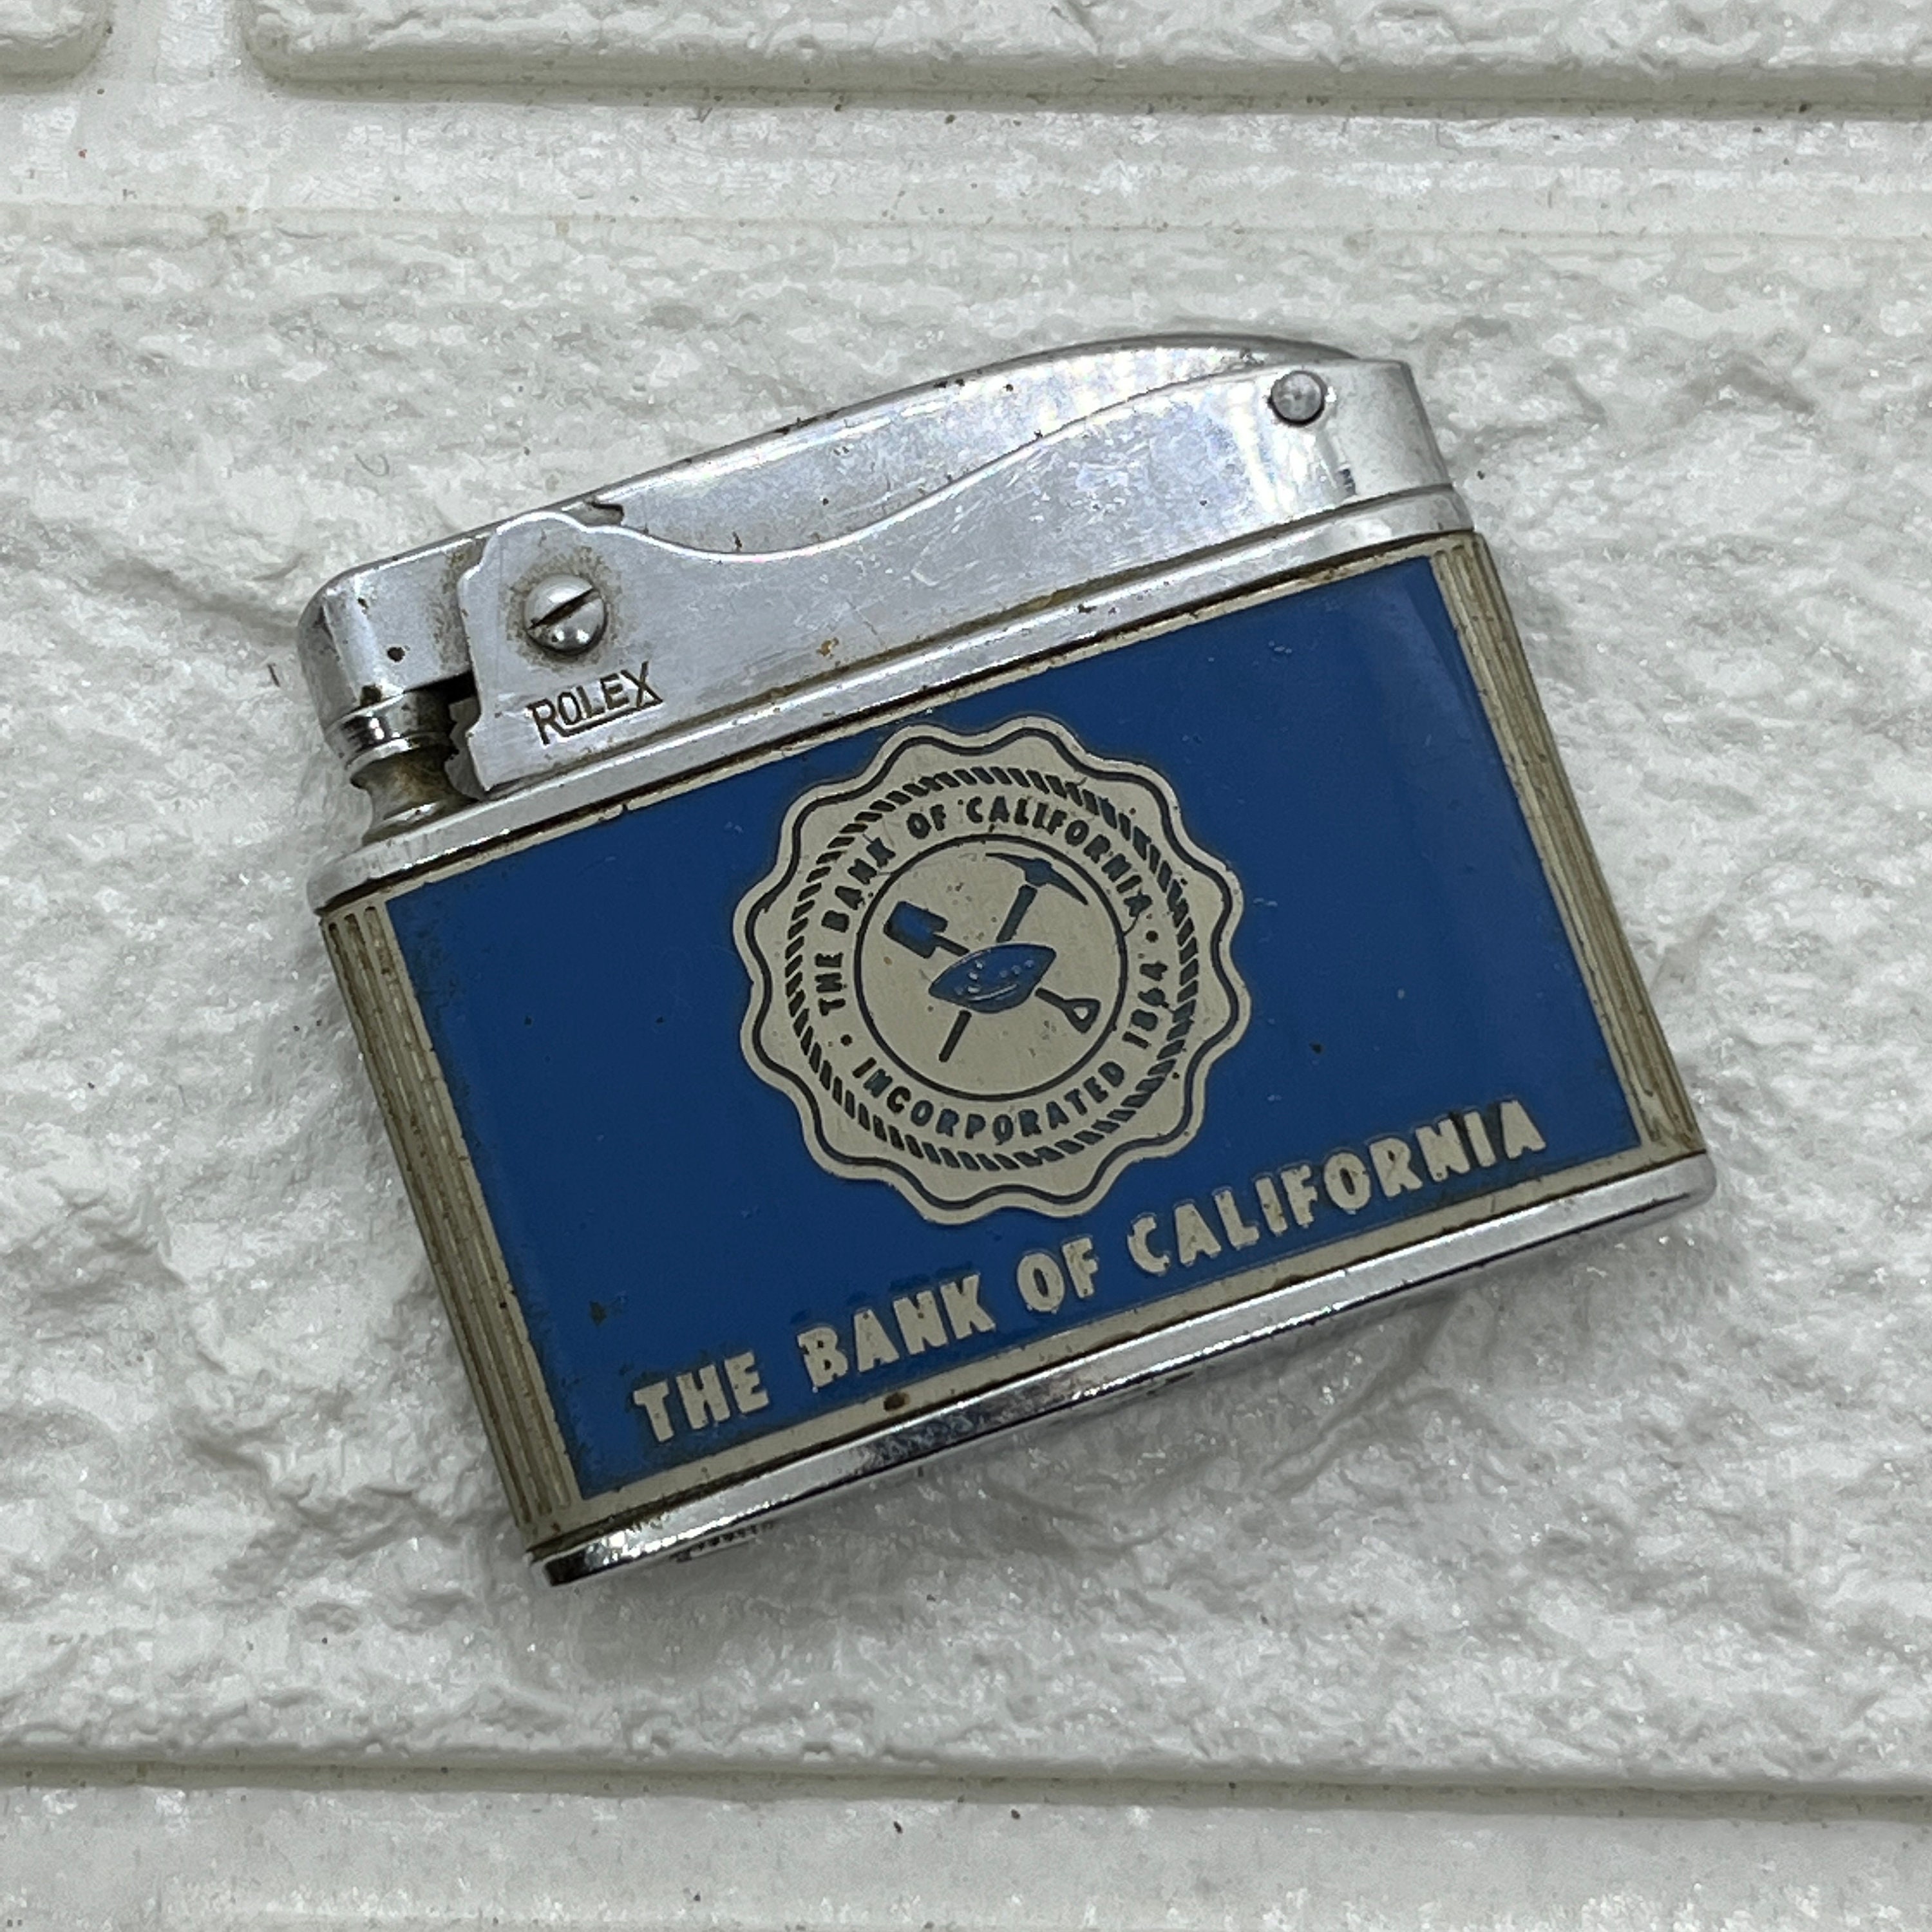 ROLEX
THE BANK OF CALIFORNIA
• INCORPORATED 1864 •
THE BANK OF CALIFORNIA